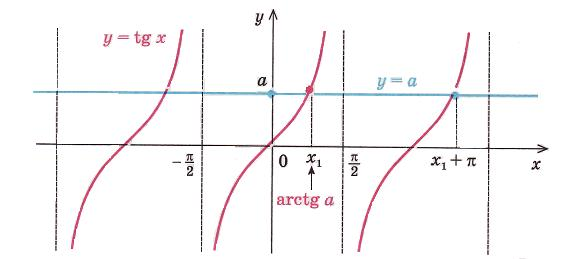 y
y = tg x
a
y = a
−π/2
0
x₁
π/2
x₁ + π
x
arctg a